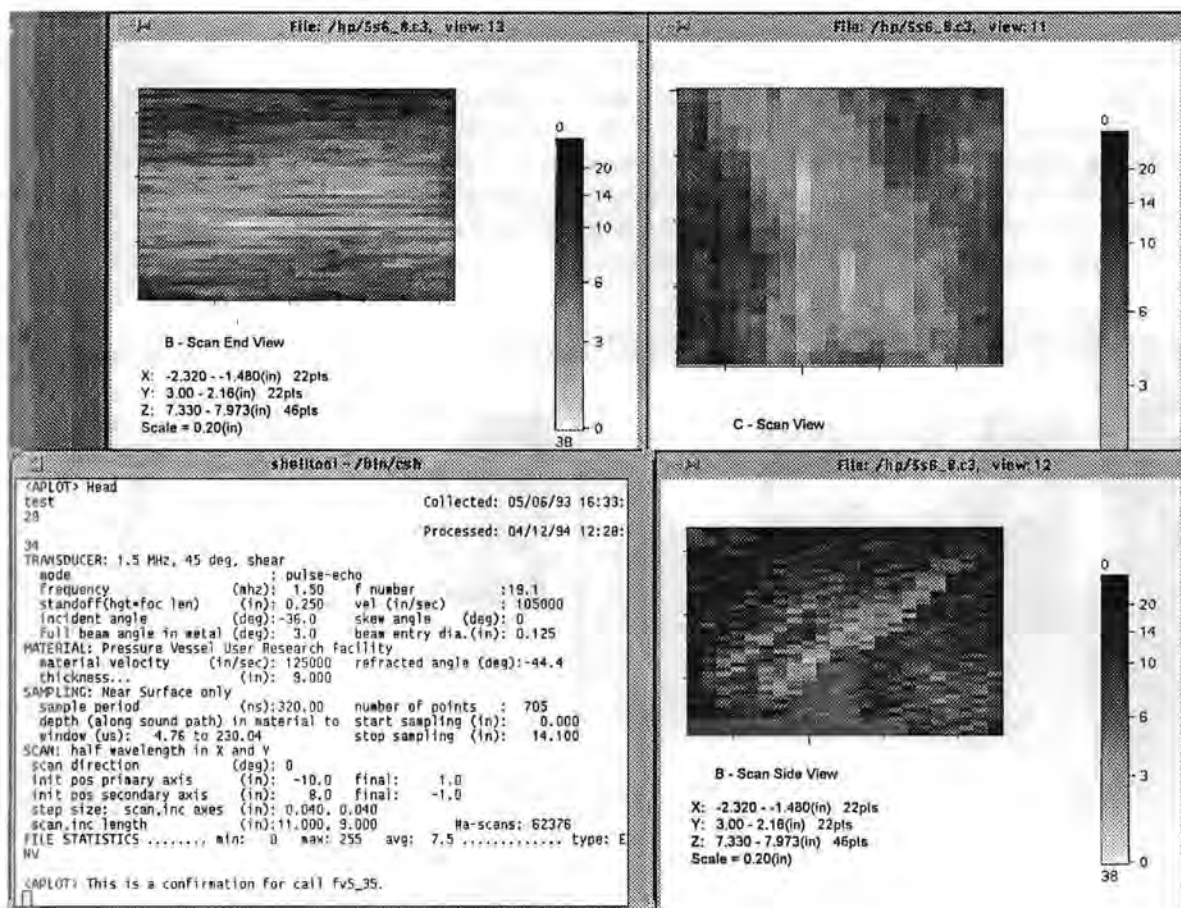 File: /hp/5s6_8.c3, view: 13
0
20
14
10
6
3
0
38
B - Scan End View
X: -2.320 - -1.480(in) 22pts
Y: 3.00 - 2.16(in) 22pts
Z: 7.330 - 7.973(in) 46pts
Scale = 0.20(in)
File: /hp/5s6_8.c3, view: 11
0
20
14
10
6
3
C - Scan View
shelltool - /bin/csh
<APLOT> Head
test Collected: 05/06/93 16:33:
29
Processed: 04/12/94 12:28:
34
TRANSDUCER: 1.5 MHz, 45 deg, shear
mode : pulse-echo
frequency (mhz): 1.50 f number :19.1
standoff(hgt+foc len) (in): 0.250 vel (in/sec) : 105000
incident angle (deg):-36.0 skew angle (deg): 0
full beam angle in metal (deg): 3.0 beam entry dia.(in): 0.125
MATERIAL: Pressure Vessel User Research Facility
material velocity (in/sec): 125000 refracted angle (deg):-44.4
thickness... (in): 9.000
SAMPLING: Near Surface only
sample period (ns):320.00 number of points : 705
depth (along sound path) in material to start sampling (in): 0.000
window (us): 4.76 to 230.04 stop sampling (in): 14.100
SCAN: half wavelength in X and Y
scan direction (deg): 0
init pos primary axis (in): -10.0 final: 1.0
init pos secondary axis (in): 8.0 final: -1.0
step size: scan,inc axes (in): 0.040, 0.040
scan,inc length (in):11.000, 9.000 #a-scans: 62376
FILE STATISTICS ........ min: 0 max: 255 avg: 7.5 ............. type: E
NV
<APLOT> This is a confirmation for call fv5_35.
File: /hp/5s6_8.c3, view: 12
0
20
14
10
6
3
0
38
B - Scan Side View
X: -2.320 - -1.480(in) 22pts
Y: 3.00 - 2.16(in) 22pts
Z: 7.330 - 7.973(in) 46pts
Scale = 0.20(in)